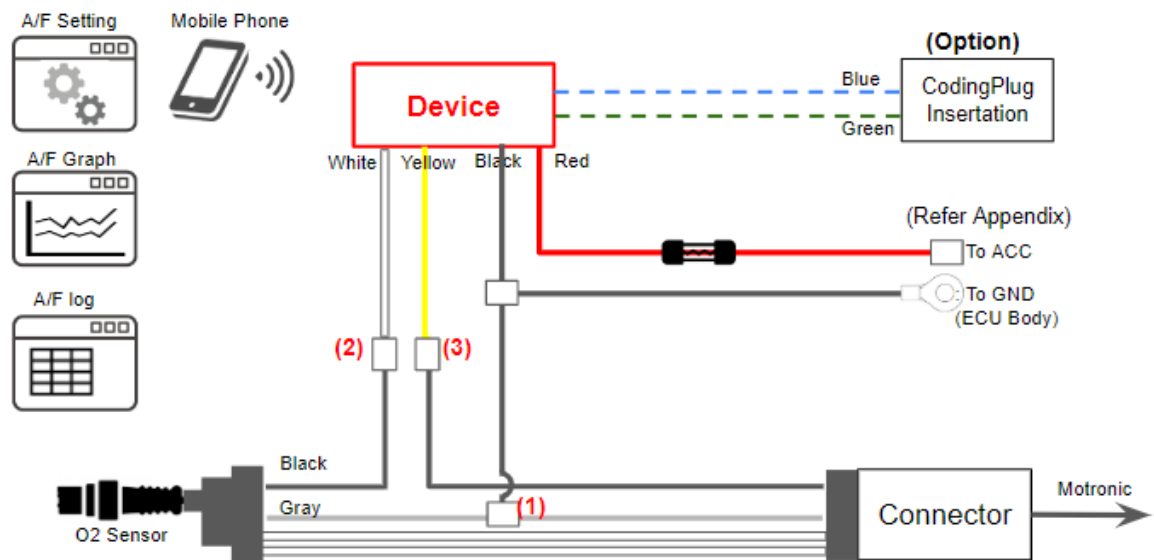 A/F Setting
Mobile Phone
(Option)
CodingPlug
Insertation
Blue
Green
Device
White
Yellow
Black
Red
A/F Graph
(Refer Appendix)
To ACC
To GND
(ECU Body)
A/F log
(2)
(3)
Black
Gray
(1)
O2 Sensor
Connector
Motronic